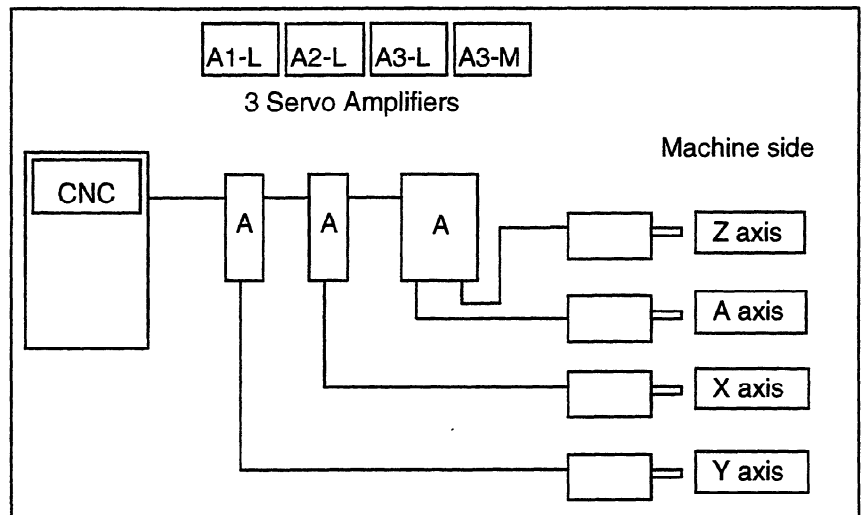 A1-L A2-L A3-L A3-M
3 Servo Amplifiers
Machine side
CNC
A
A
A
Z axis
A axis
X axis
Y axis